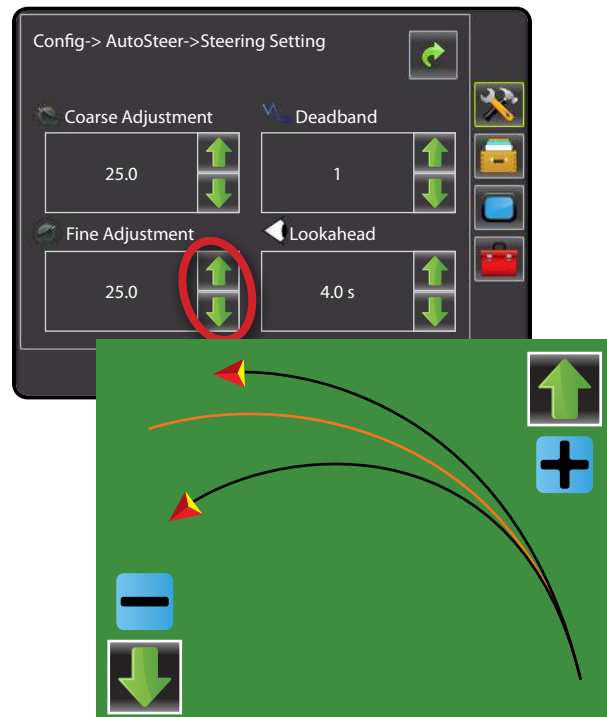 Config-> AutoSteer->Steering Setting
Coarse Adjustment
Deadband
25.0
1
Fine Adjustment
Lookahead
25.0
4.0 s